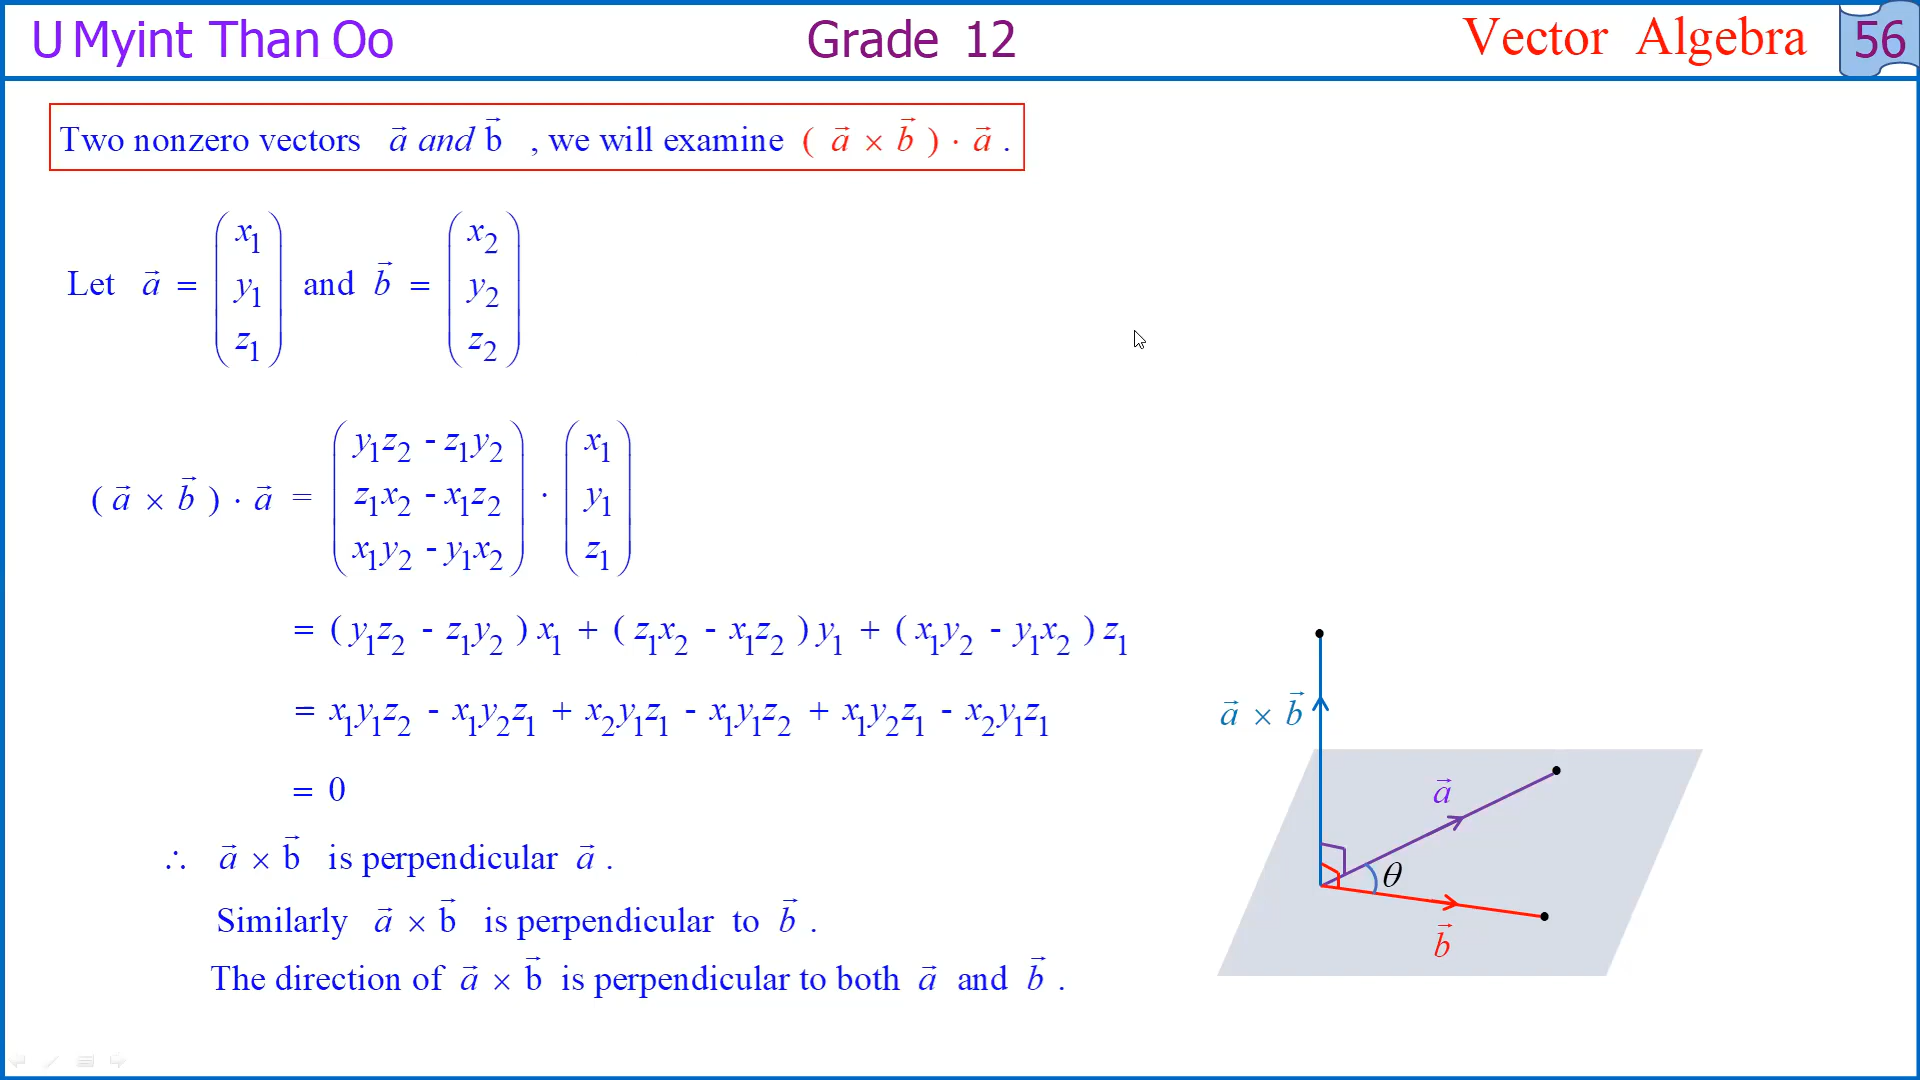 U Myint Than Oo Grade 12 Vector Algebra 56
Two nonzero vectors a⃗ and b⃗ , we will examine ( a⃗ × b⃗ ) · a⃗ .
Let a⃗ = (x₁ y₁ z₁) and b⃗ = (x₂ y₂ z₂)
( a⃗ × b⃗ ) · a⃗ = (y₁z₂ - z₁y₂ z₁x₂ - x₁z₂ x₁y₂ - y₁x₂) · (x₁ y₁ z₁)
= ( y₁z₂ - z₁y₂ ) x₁ + ( z₁x₂ - x₁z₂ ) y₁ + ( x₁y₂ - y₁x₂ ) z₁
= x₁y₁z₂ - x₁y₂z₁ + x₂y₁z₁ - x₁y₁z₂ + x₁y₂z₁ - x₂y₁z₁
= 0
∴ a⃗ × b⃗ is perpendicular a⃗ .
Similarly a⃗ × b⃗ is perpendicular to b⃗ .
The direction of a⃗ × b⃗ is perpendicular to both a⃗ and b⃗ .
a⃗ × b⃗
a⃗
θ
b⃗